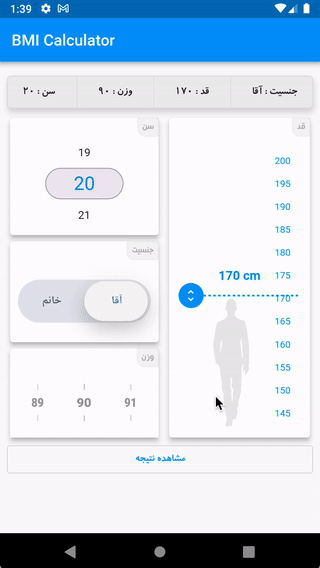 1:39
BMI Calculator
جنسیت : آقا
قد : ۱۷۰
وزن : ۹۰
سن : ۲۰
سن
19
20
21
جنسیت
خانم
آقا
وزن
89 90 91
قد
200
195
190
185
180
175
170 cm
170
165
160
155
150
145
مشاهده نتیجه